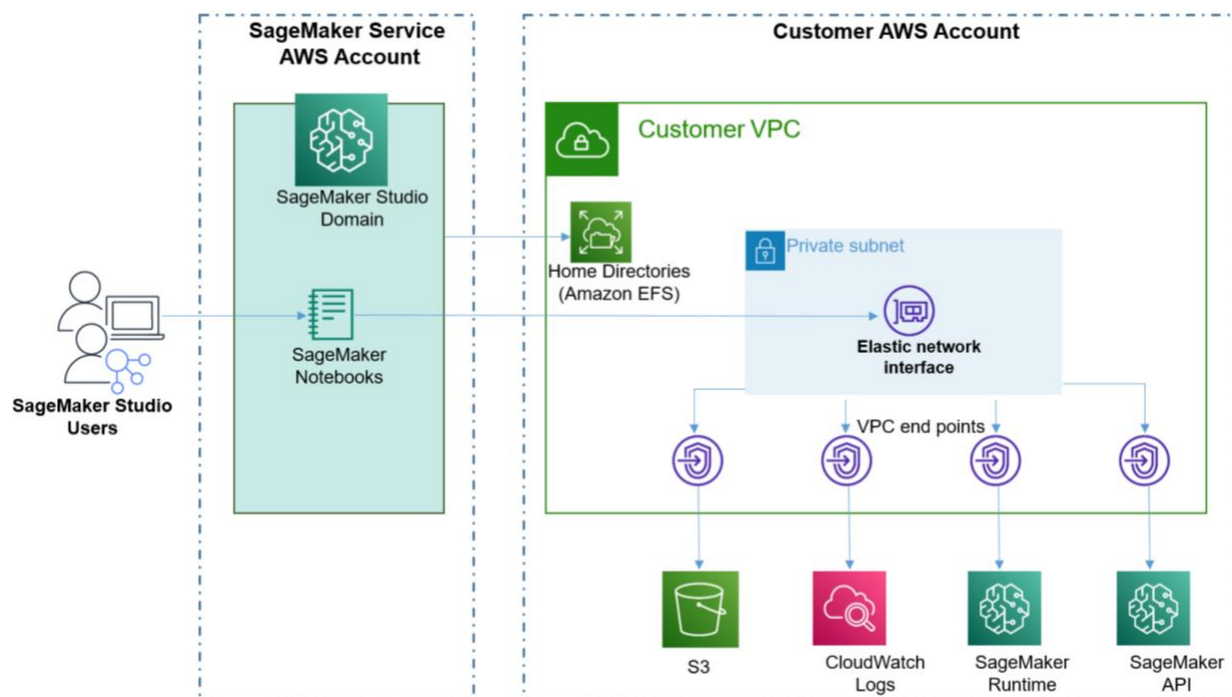 SageMaker Service
AWS Account
Customer AWS Account
Customer VPC
SageMaker Studio
Domain
Home Directories
(Amazon EFS)
Private subnet
SageMaker
Notebooks
Elastic network
interface
SageMaker Studio
Users
VPC end points
S3
CloudWatch
Logs
SageMaker
Runtime
SageMaker
API